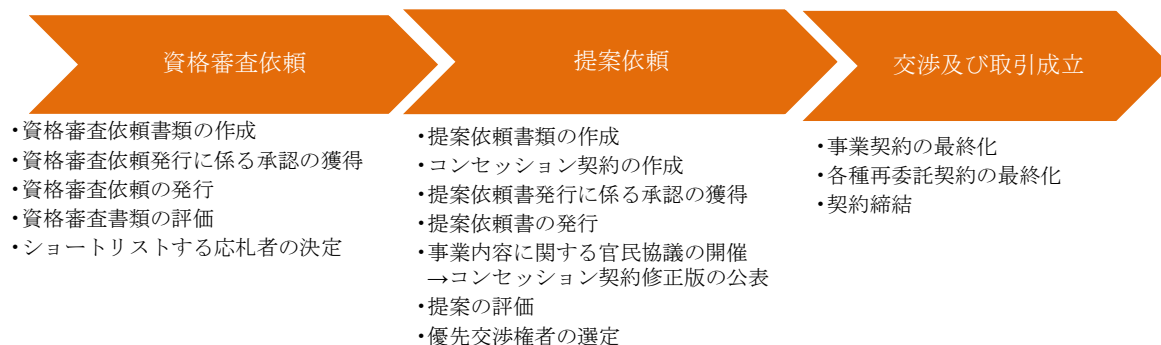 資格審査依頼
・資格審査依頼書類の作成
・資格審査依頼発行に係る承認の獲得
・資格審査依頼の発行
・資格審査書類の評価
・ショートリストする応札者の決定
提案依頼
・提案依頼書類の作成
・コンセッション契約の作成
・提案依頼書発行に係る承認の獲得
・提案依頼書の発行
・事業内容に関する官民協議の開催
→コンセッション契約修正版の公表
・提案の評価
・優先交渉権者の選定
交渉及び取引成立
・事業契約の最終化
・各種再委託契約の最終化
・契約締結